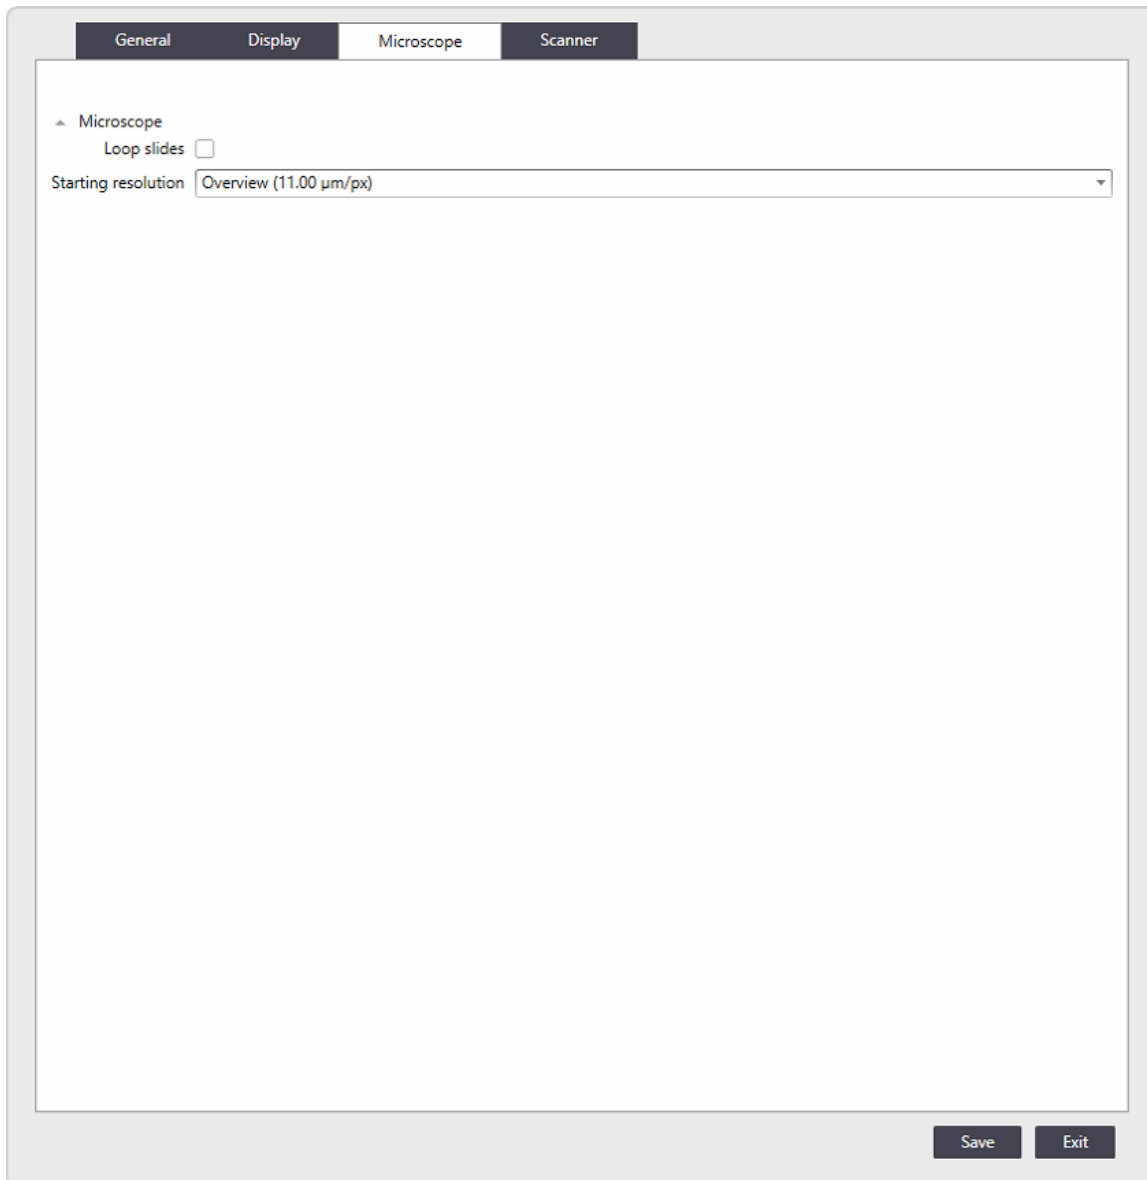 General Display Microscope Scanner
Microscope
Loop slides
Starting resolution Overview (11.00 µm/px)
Save Exit